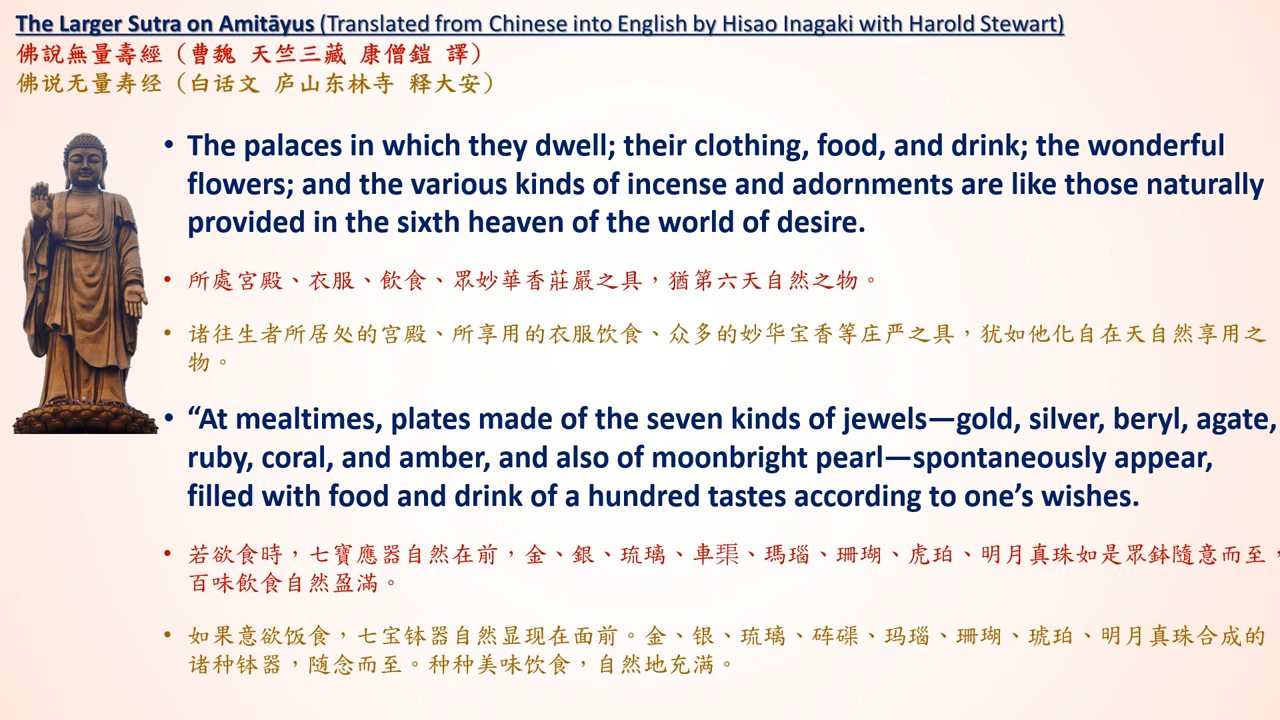 The Larger Sutra on Amitāyus (Translated from Chinese into English by Hisao Inagaki with Harold Stewart)
佛說無量壽經（曹魏 天竺三藏 康僧鎧 譯）
佛说无量寿经（白话文 庐山东林寺 释大安）
• The palaces in which they dwell; their clothing, food, and drink; the wonderful
flowers; and the various kinds of incense and adornments are like those naturally
provided in the sixth heaven of the world of desire.
• 所處宮殿、衣服、飲食、眾妙華香莊嚴之具，猶第六天自然之物。
• 诸往生者所居处的宫殿、所享用的衣服饮食、众多的妙华宝香等庄严之具，犹如他化自在天自然享用之
物。
• “At mealtimes, plates made of the seven kinds of jewels—gold, silver, beryl, agate,
ruby, coral, and amber, and also of moonbright pearl—spontaneously appear,
filled with food and drink of a hundred tastes according to one’s wishes.
• 若欲食時，七寶應器自然在前，金、銀、琉璃、車𤦲、瑪瑙、珊瑚、虎珀、明月真珠如是眾鉢隨意而至，
百味飲食自然盈滿。
• 如果意欲饭食，七宝钵器自然显现在面前。金、银、琉璃、砗磲、玛瑙、珊瑚、琥珀、明月真珠合成的
诸种钵器，随念而至。种种美味饮食，自然地充满。